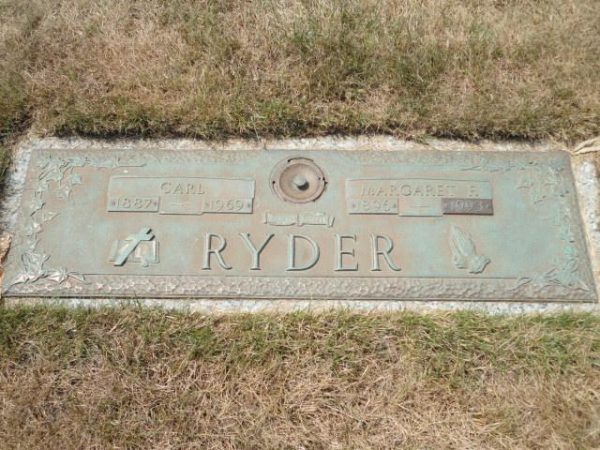 CARL
1887 1969
MARGARET F.
1896 1993
RYDER